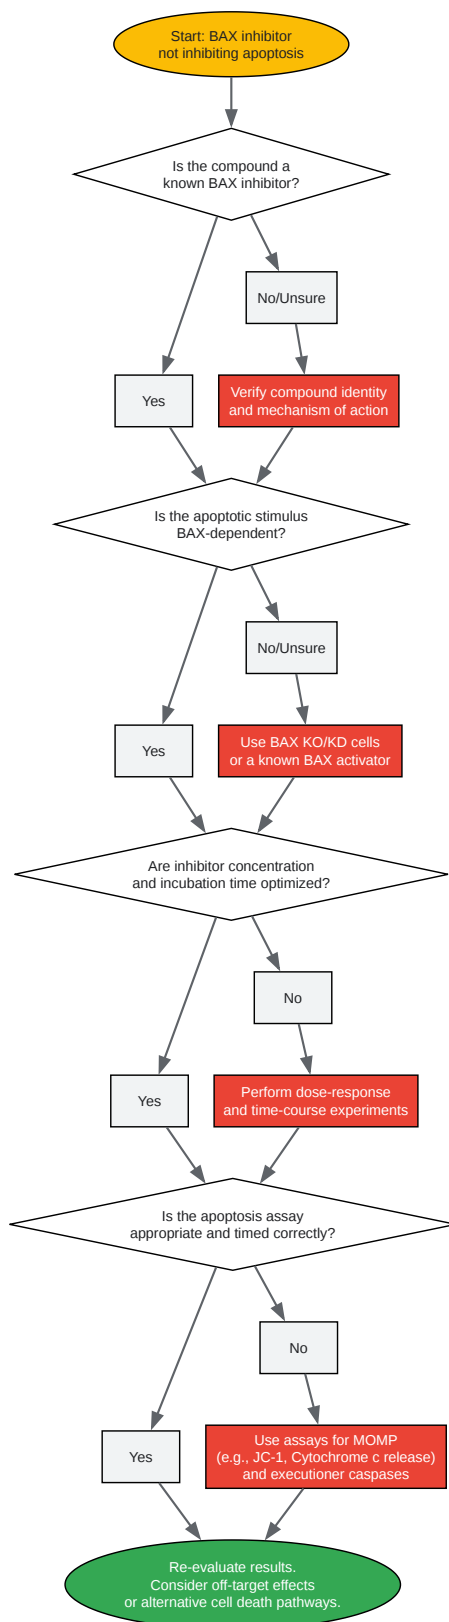 Start: BAX inhibitor
not inhibiting apoptosis
Is the compound a
known BAX inhibitor?
No/Unsure
Yes
Verify compound identity
and mechanism of action
Is the apoptotic stimulus
BAX-dependent?
No/Unsure
Yes
Use BAX KO/KD cells
or a known BAX activator
Are inhibitor concentration
and incubation time optimized?
No
Yes
Perform dose-response
and time-course experiments
Is the apoptosis assay
appropriate and timed correctly?
No
Yes
Use assays for MOMP
(e.g., JC-1, Cytochrome c release)
and executioner caspases
Re-evaluate results.
Consider off-target effects
or alternative cell death pathways.